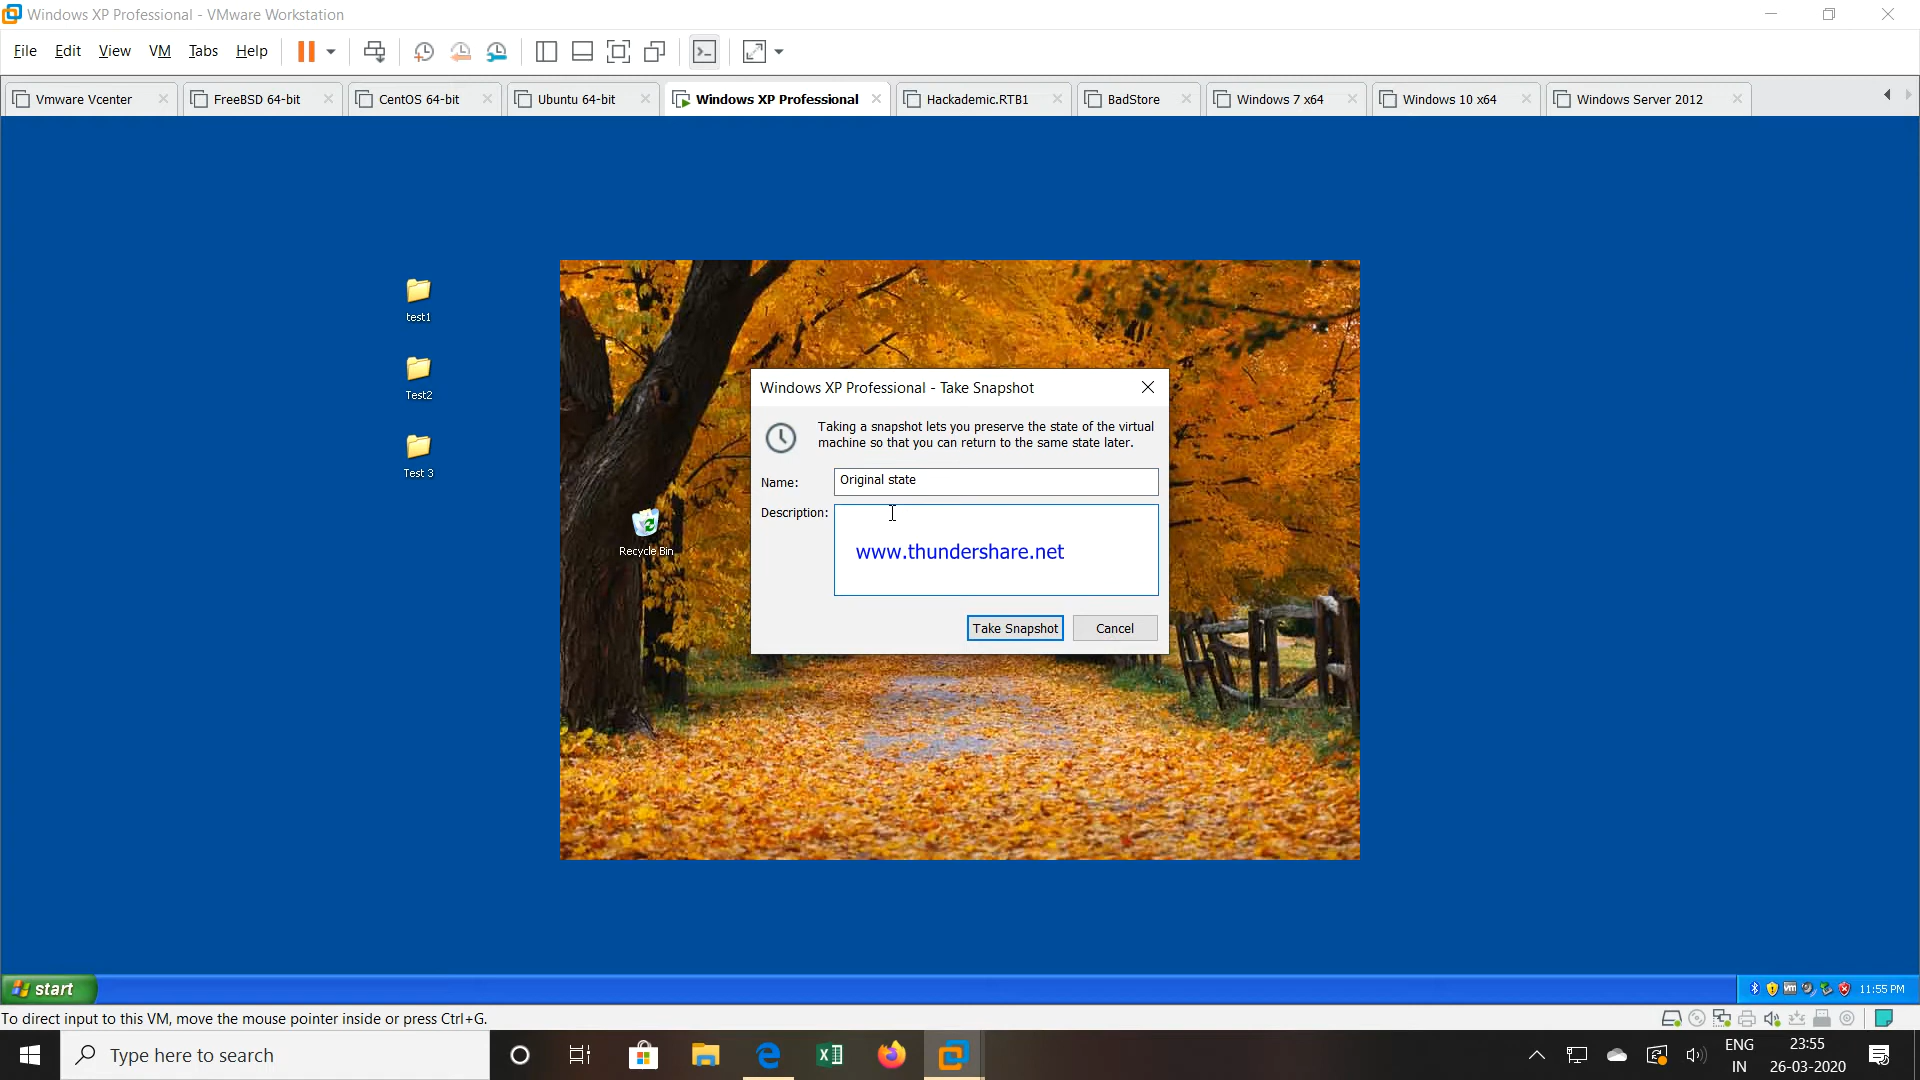 Windows XP Professional - VMware Workstation
File Edit View VM Tabs Help
Vmware Vcenter FreeBSD 64-bit CentOS 64-bit Ubuntu 64-bit Windows XP Professional Hackademic.RTB1 BadStore Windows 7 x64 Windows 10 x64 Windows Server 2012
test1
Test2
Test 3
Recycle Bin
Windows XP Professional - Take Snapshot
Taking a snapshot lets you preserve the state of the virtual
machine so that you can return to the same state later.
Name: Original state
Description:
www.thundershare.net
Take Snapshot Cancel
start 11:55 PM
To direct input to this VM, move the mouse pointer inside or press Ctrl+G.
Type here to search
ENG 23:55
IN 26-03-2020